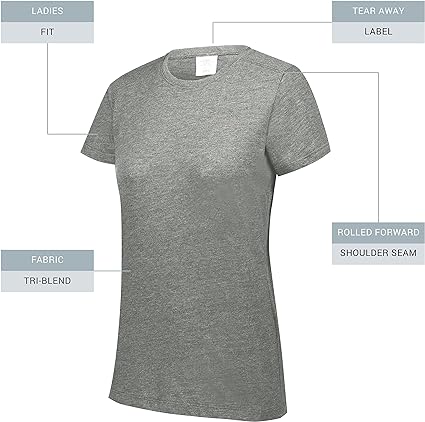 LADIES
FIT
TEAR AWAY
LABEL
ROLLED FORWARD
SHOULDER SEAM
FABRIC
TRI-BLEND